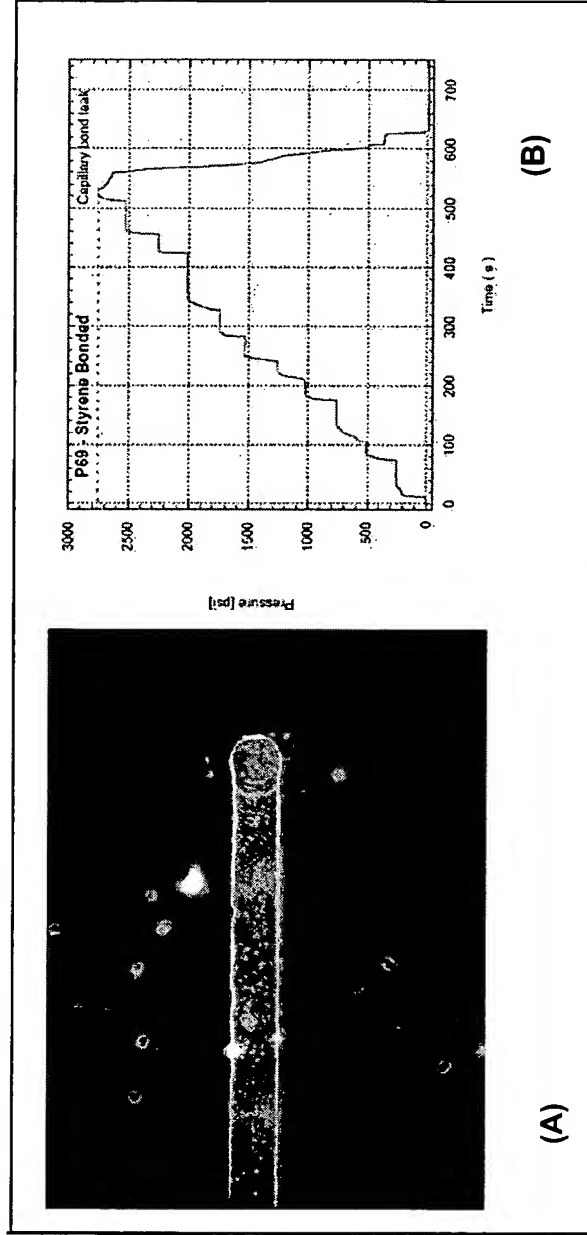 (A)
P69 - Styrene Bonded
Capillary bond leak
3000
2500
2000
1500
1000
500
0
Pressure [psi]
0 100 200 300 400 500 600 700
Time ( s )
(B)